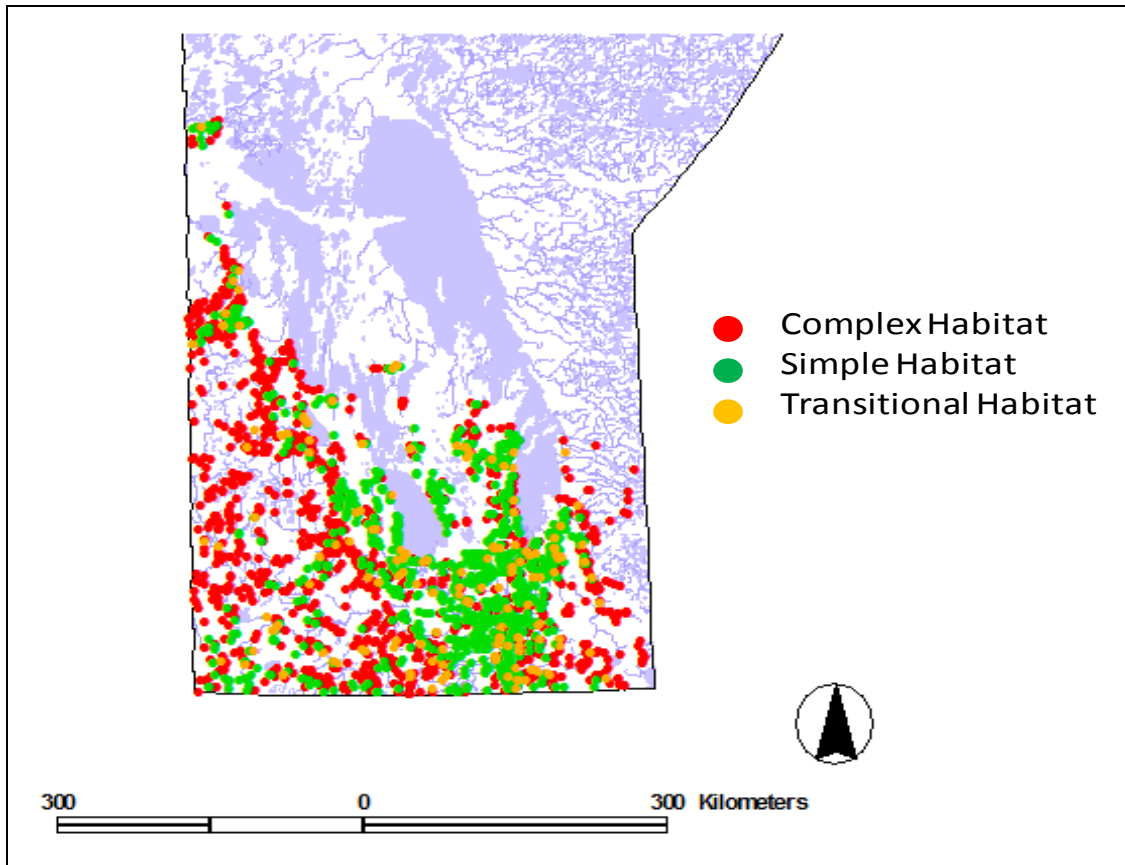 Complex Habitat
Simple Habitat
Transitional Habitat
300 0 300 Kilometers